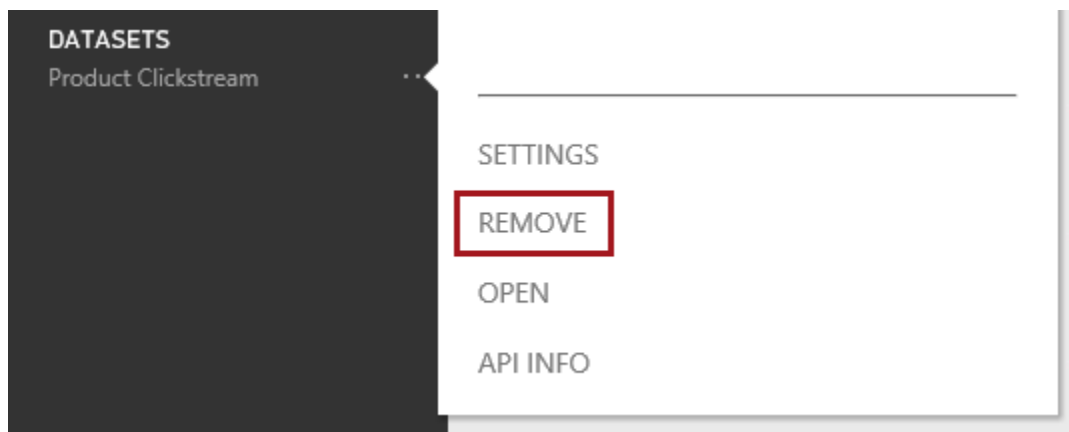 DATASETS
Product Clickstream
SETTINGS
REMOVE
OPEN
API INFO